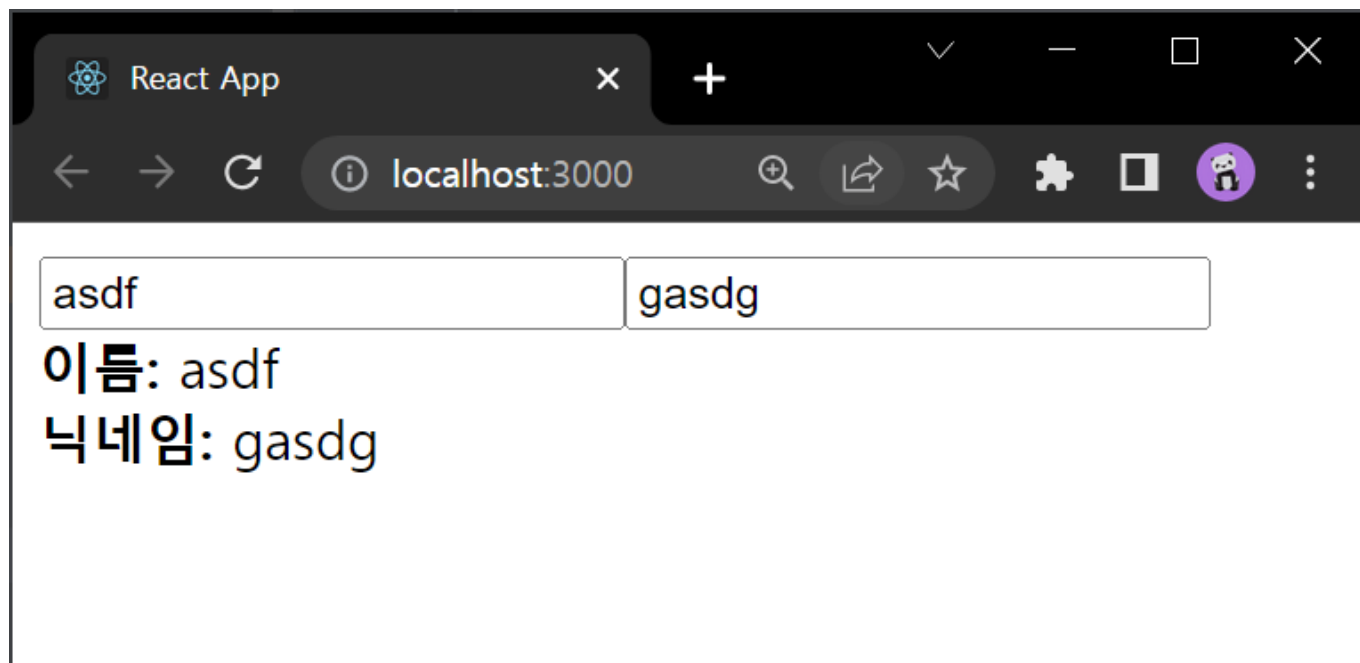 React App
localhost:3000
asdf gasdg
이름: asdf
닉네임: gasdg